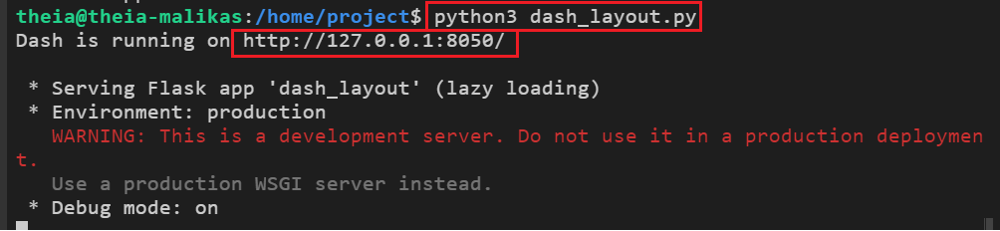 theia@theia-malikas:/home/project$ python3 dash_layout.py
Dash is running on http://127.0.0.1:8050/
* Serving Flask app 'dash_layout' (lazy loading)
* Environment: production
WARNING: This is a development server. Do not use it in a production deploymen
t.
Use a production WSGI server instead.
* Debug mode: on